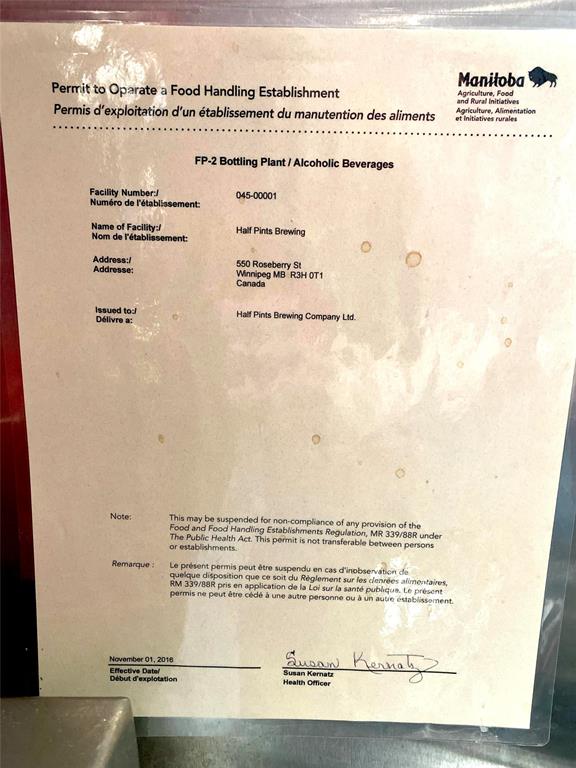 Permit to Oparate a Food Handling Establishment
Permis d'exploitation d'un établissement du manutention des aliments
Manitoba
Agriculture, Food
and Rural Initiatives
Agriculture, Alimentation
et Initiatives rurales
FP-2 Bottling Plant / Alcoholic Beverages
Facility Number:/ 045-00001
Numéro de l'établissement:
Name of Facility:/ Half Pints Brewing
Nom de l'établissement:
Address:/ 550 Roseberry St
Addresse: Winnipeg MB R3H 0T1
Canada
Issued to:/ Half Pints Brewing Company Ltd.
Délivre a:
Note: This may be suspended for non-compliance of any provision of the
Food and Food Handling Establishments Regulation, MR 339/88R under
The Public Health Act. This permit is not transferable between persons
or establishments.
Remarque : Le présent permis peut être suspendu en cas d'inobservation de
quelque disposition que ce soit du Règlement sur les denrées alimentaires,
RM 339/88R pris en application de la Loi sur la santé publique. Le présent
permis ne peut être cédé à une autre personne ou à un autre établissement.
November 01, 2016
Effective Date/
Début d'explotation
Susan Kernatz
Susan Kernatz
Health Officer